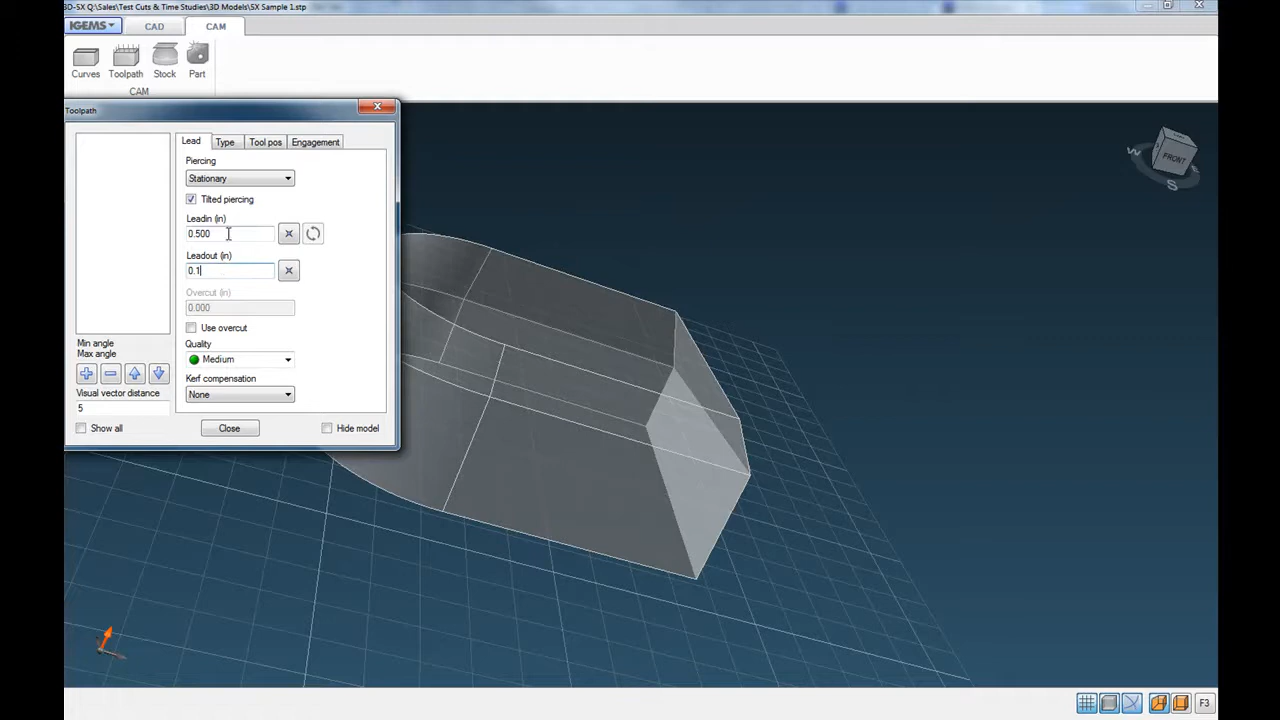 3D-5X Q:\Sales\Test Cuts & Time Studies\3D Models\5X Sample 1.stp
IGEMS
CAD
CAM
Curves
Toolpath
Stock
Part
CAM
Toolpath
Lead
Type
Tool pos
Engagement
Piercing
Stationary
Tilted piercing
Leadin (in)
0.500
Leadout (in)
0.1
Overcut (in)
0.000
Use overcut
Quality
Medium
Kerf compensation
None
Min angle
Max angle
Visual vector distance
5
Show all
Close
Hide model
FRONT
W
S
F3